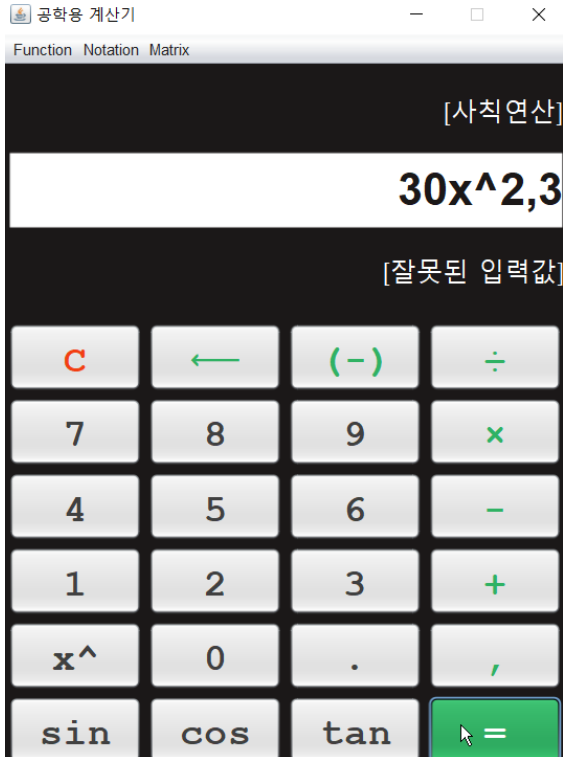 공학용 계산기
Function Notation Matrix
[사칙연산]
30x^2,3
[잘못된 입력값]
C ← (-) ÷
7 8 9 ×
4 5 6 -
1 2 3 +
x^ 0 . ,
sin cos tan =